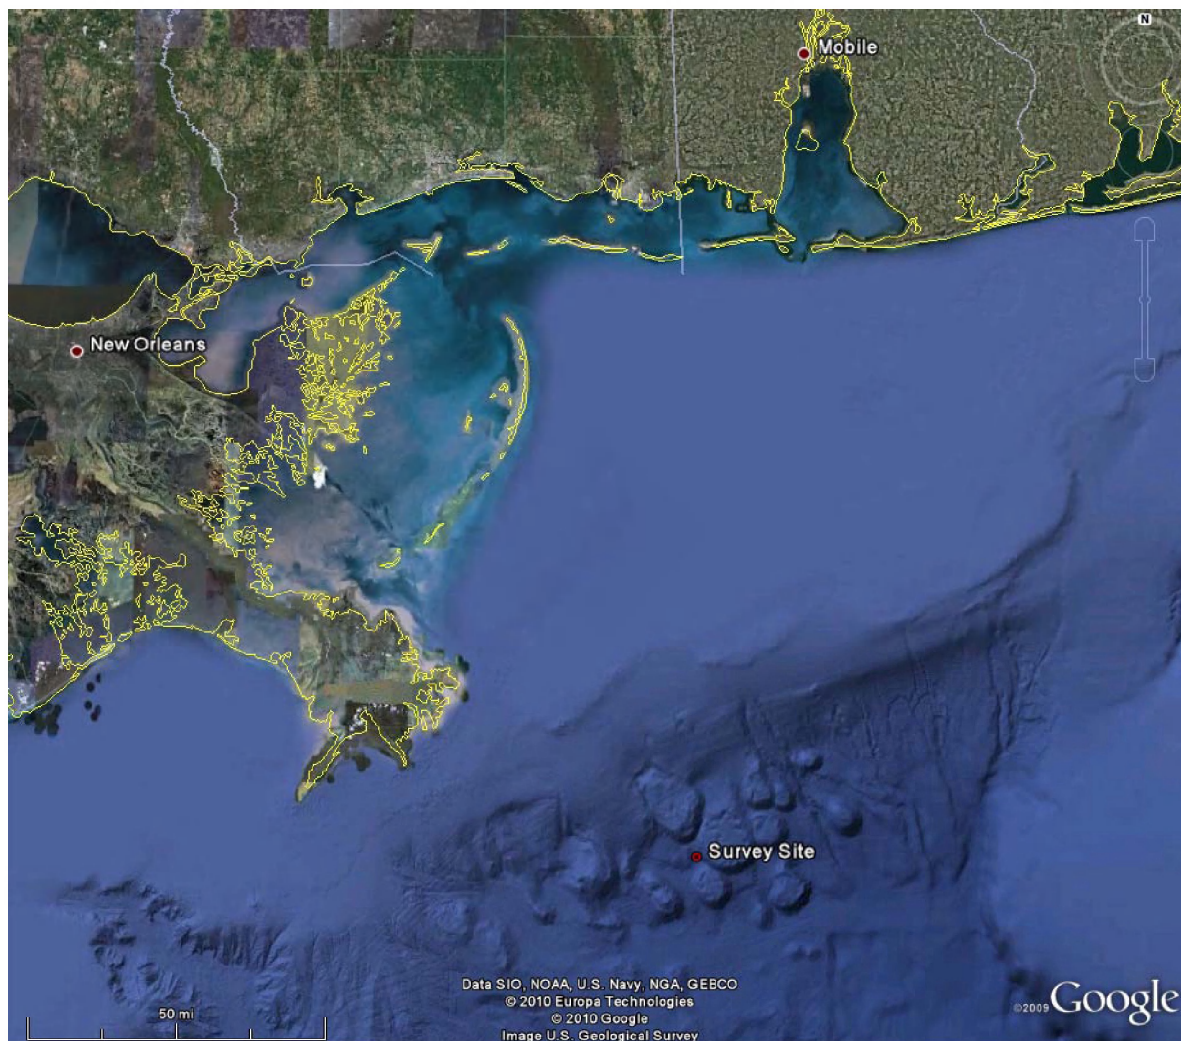 N
Mobile
New Orleans
Survey Site
Data SIO, NOAA, U.S. Navy, NGA, GEBCO
© 2010 Europa Technologies
© 2010 Google
Image U.S. Geological Survey
50 mi
©2009 Google